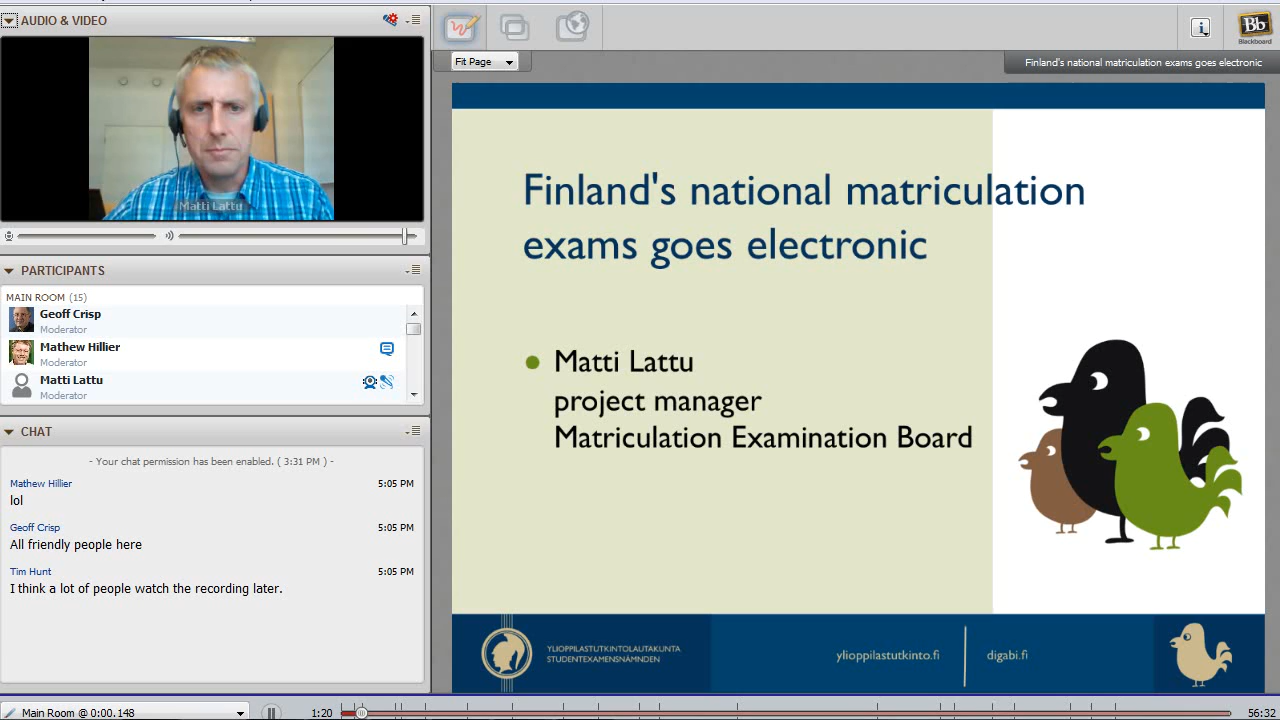 AUDIO & VIDEO
Matti Lattu
PARTICIPANTS
MAIN ROOM (15)
Geoff Crisp
Moderator
Mathew Hillier
Moderator
Matti Lattu
Moderator
CHAT
- Your chat permission has been enabled. ( 3:31 PM ) -
Mathew Hillier 5:05 PM
lol
Geoff Crisp 5:05 PM
All friendly people here
Tim Hunt 5:05 PM
I think a lot of people watch the recording later.
Main Room @ 0:00.148
Fit Page
i
Bb
Blackboard
Finland's national matriculation exams goes electronic
Finland's national matriculation
exams goes electronic
Matti Lattu
project manager
Matriculation Examination Board
YLIOPPILASTUTKINTOLAUTAKUNTA
STUDENTEXAMENSNÄMNDEN
ylioppilastutkinto.fi
digabi.fi
1:20
56:32